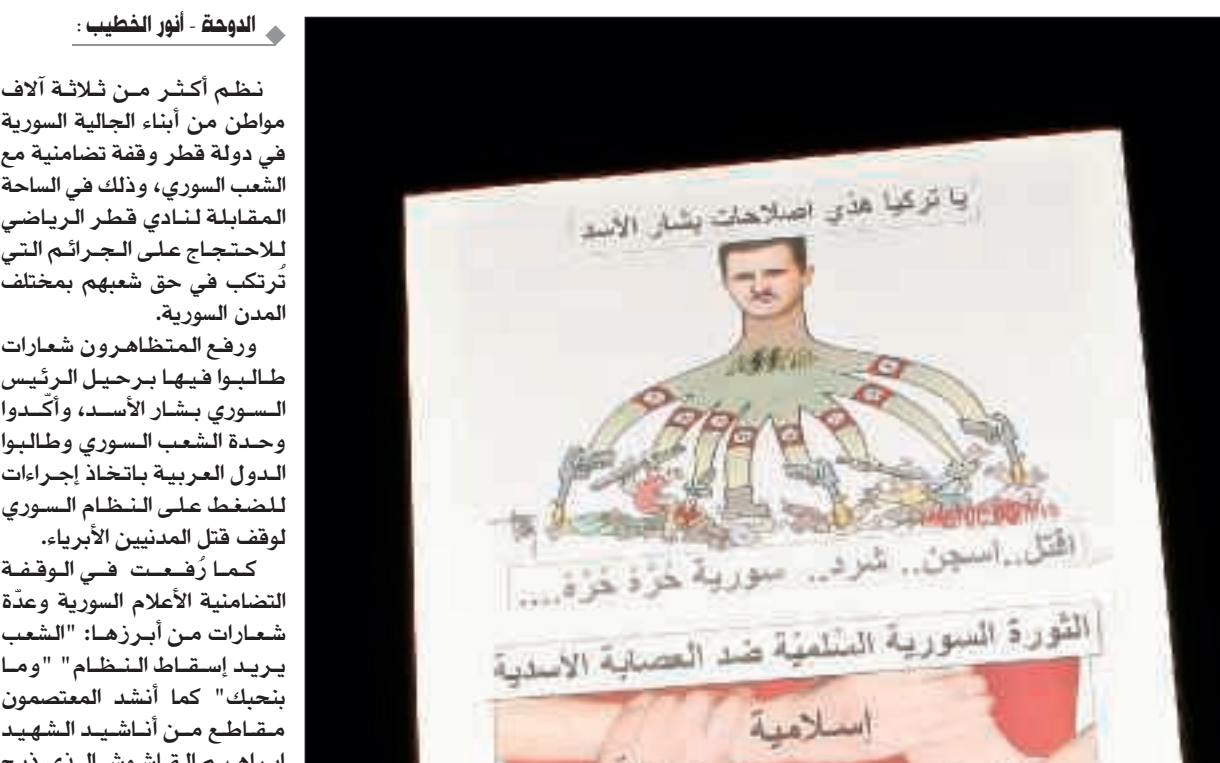 الدوحة - أنور الخطيب :
نظم أكثر من ثلاثة آلاف
مواطن من أبناء الجالية السورية
في دولة قطر وقفة تضامنية مع
الشعب السوري، وذلك في الساحة
المقابلة لنادي قطر الرياضي
للاحتجاج على الجرائم التي
تُرتكب في حق شعبهم بمختلف
المدن السورية.
ورفع المتظاهرون شعارات
طالبوا فيها برحيل الرئيس
السوري بشار الأسد، وأكّدوا
وحدة الشعب السوري وطالبوا
الدول العربية باتخاذ إجراءات
للضغط على النظام السوري
لوقف قتل المدنيين الأبرياء.
كما رُفعت في الوقفة
التضامنية الأعلام السورية وعدّة
شعارات من أبرزها: "الشعب
يريد إسقاط النظام" "وما
بنحبك" كما أنشد المعتصمون
مقاطع من أناشيد الشهيد
يا تركيا هذي اصلاحات بشار الأسد
اقتل..اسجن.. شرد.. سورية حرّة حرّة....
الثورة السورية السلميّة ضد العصابة الاسدية
إسلامية